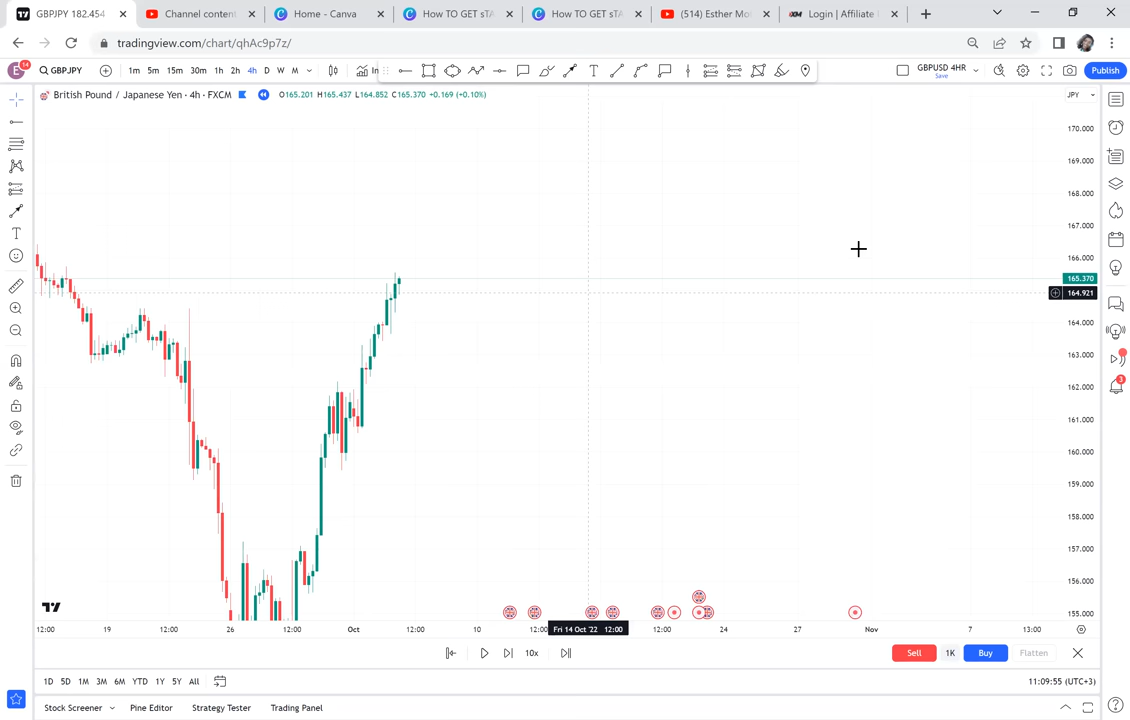 GBPJPY 182.454
Channel content
Home - Canva
How TO GET sTA
How TO GET sTA
(514) Esther Mo
Login | Affiliate
tradingview.com/chart/qhAc9p7z/
E 14 GBPJPY 1m 5m 15m 30m 1h 2h 4h D W M In T GBPUSD 4HR Save Publish
British Pound / Japanese Yen · 4h · FXCM O165.201 H165.437 L164.852 C165.370 +0.169 (+0.10%) JPY
170.000
169.000
168.000
167.000
166.000
165.370
164.921
164.000
163.000
162.000
161.000
160.000
159.000
158.000
157.000
156.000
155.000
3
12:00 19 12:00 26 12:00 Oct 12:00 10 12:00 Fri 14 Oct '22 12:00 12:00 24 27 Nov 7 13:00
10x Sell 1K Buy Flatten
1D 5D 1M 3M 6M YTD 1Y 5Y All 11:09:55 (UTC+3)
Stock Screener Pine Editor Strategy Tester Trading Panel